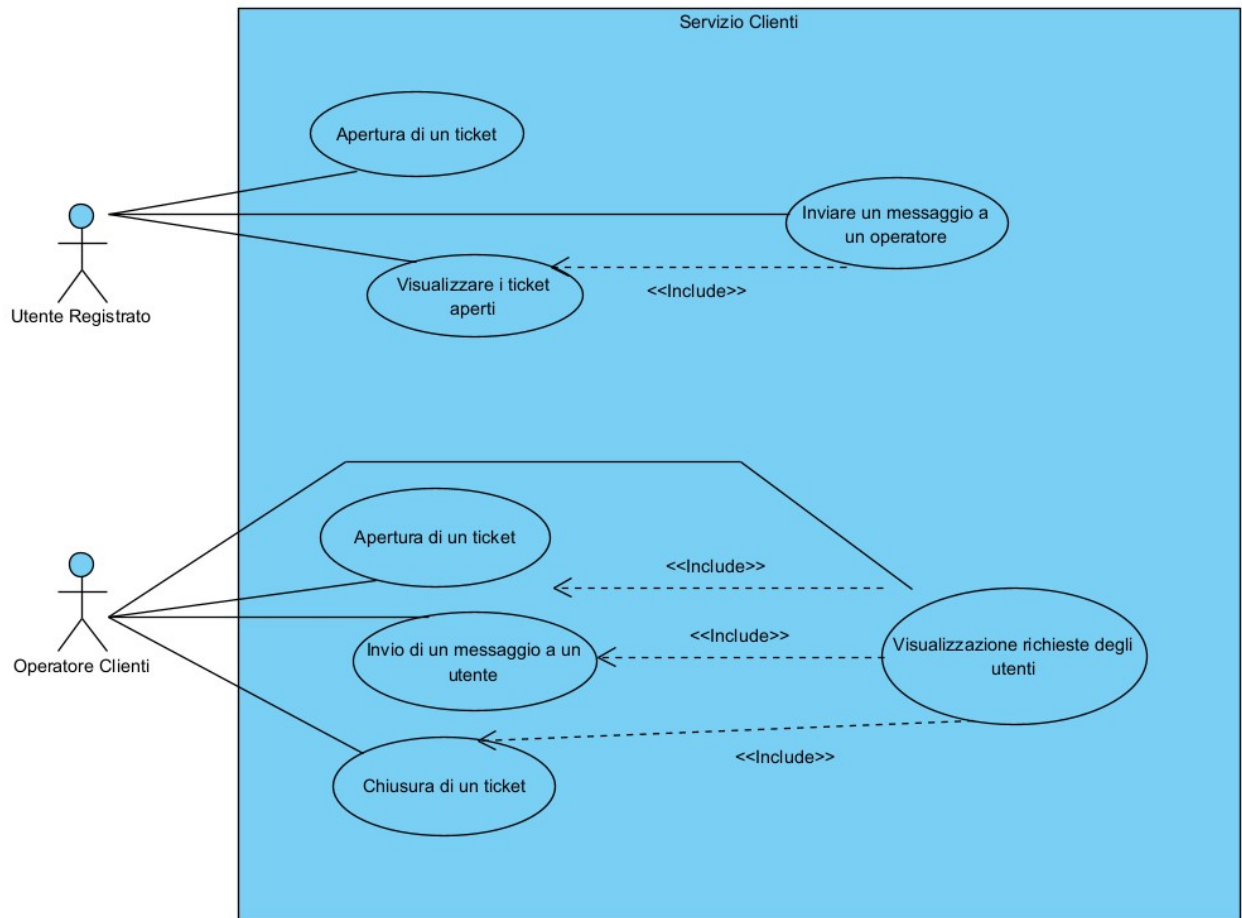 Servizio Clienti
Apertura di un ticket
Inviare un messaggio a
un operatore
Visualizzare i ticket
aperti
<<Include>>
Utente Registrato
Apertura di un ticket
<<Include>>
Invio di un messaggio a un
utente
<<Include>>
Visualizzazione richieste degli
utenti
Operatore Clienti
<<Include>>
Chiusura di un ticket